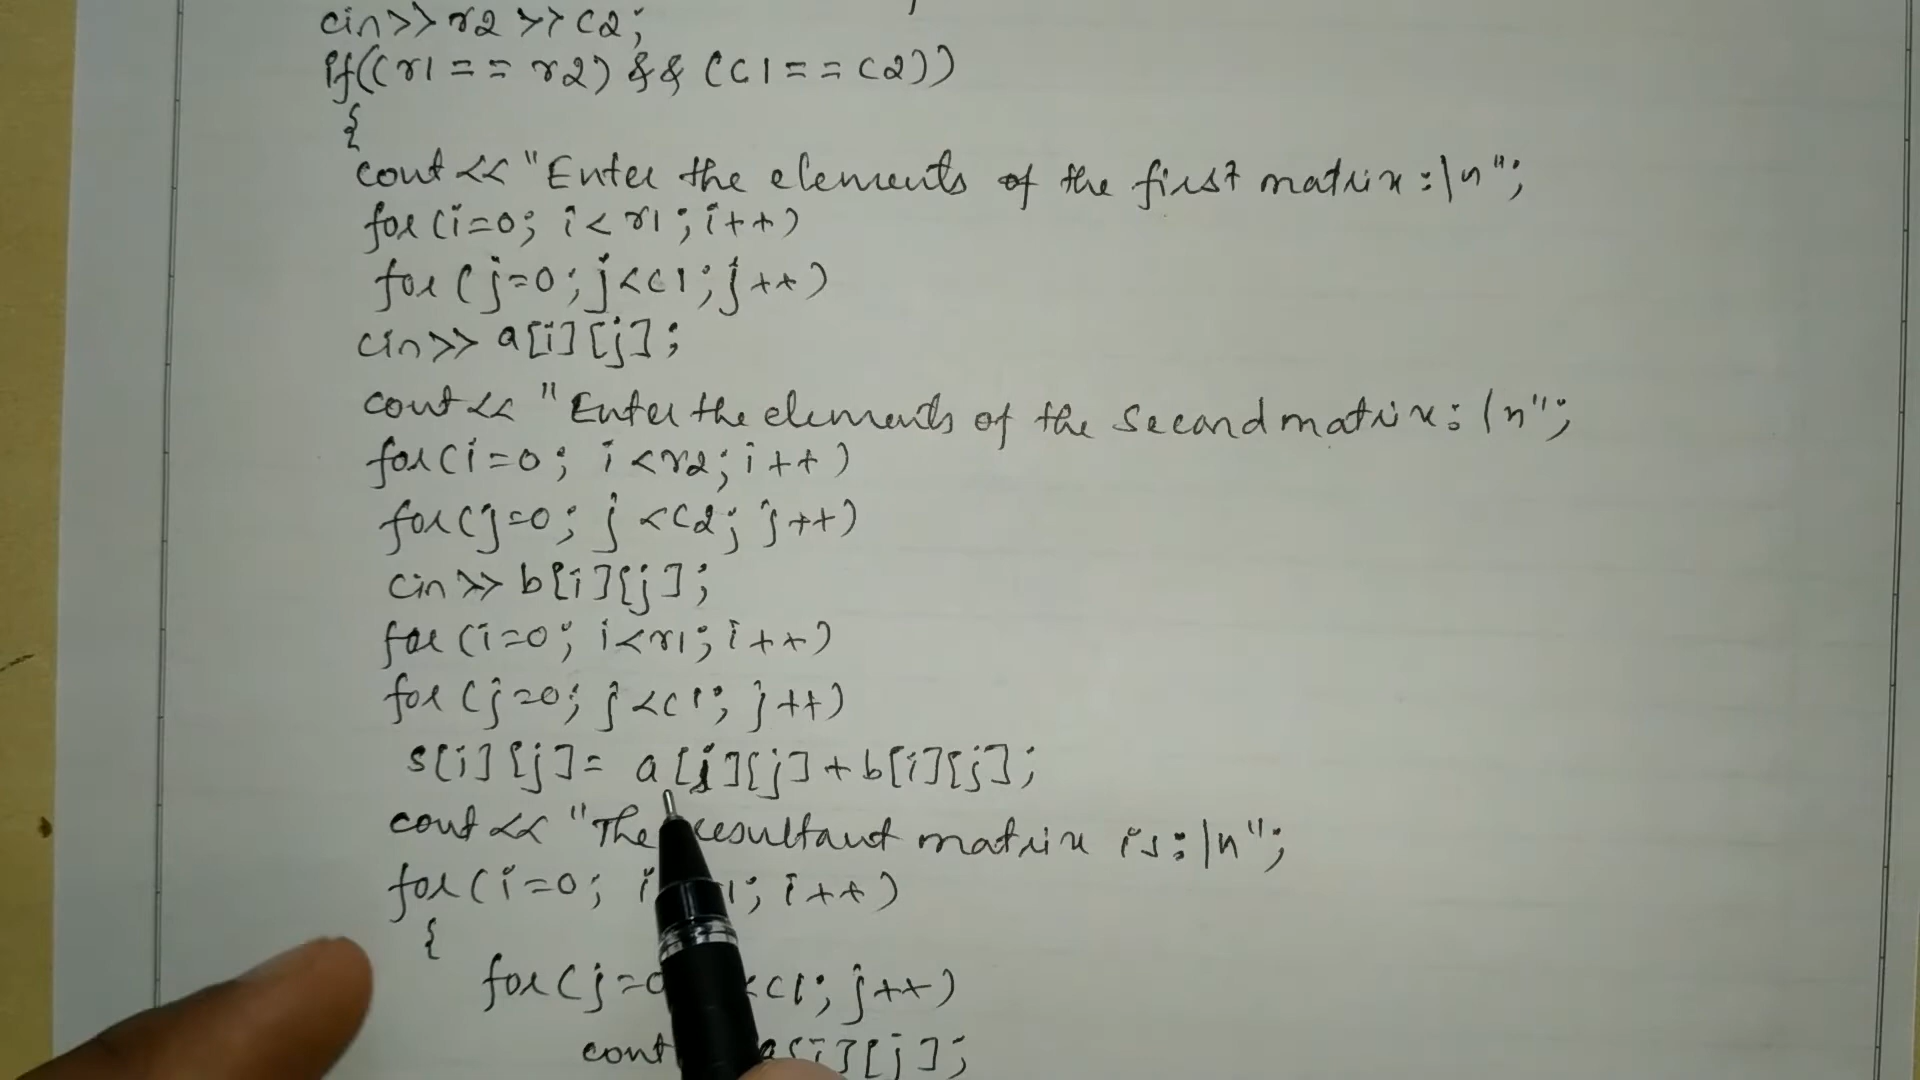 cin>>r2>>c2;
if((r1==r2)&&(c1==c2))
{
cout<<"Enter the elements of the first matrix:\n";
for(i=0; i<r1; i++)
for(j=0; j<c1; j++)
cin>>a[i][j];
cout<<"Enter the elements of the Second matrix:\n";
for(i=0; i<r2; i++)
for(j=0; j<c2; j++)
cin>>b[i][j];
for(i=0; i<r1; i++)
for(j=0; j<c1; j++)
s[i][j]=a[i][j]+b[i][j];
cout<<"The resultant matrix is:\n";
for(i=0; i 1; i++)
{
for(j=0 <c1; j++)
cout [i][j];